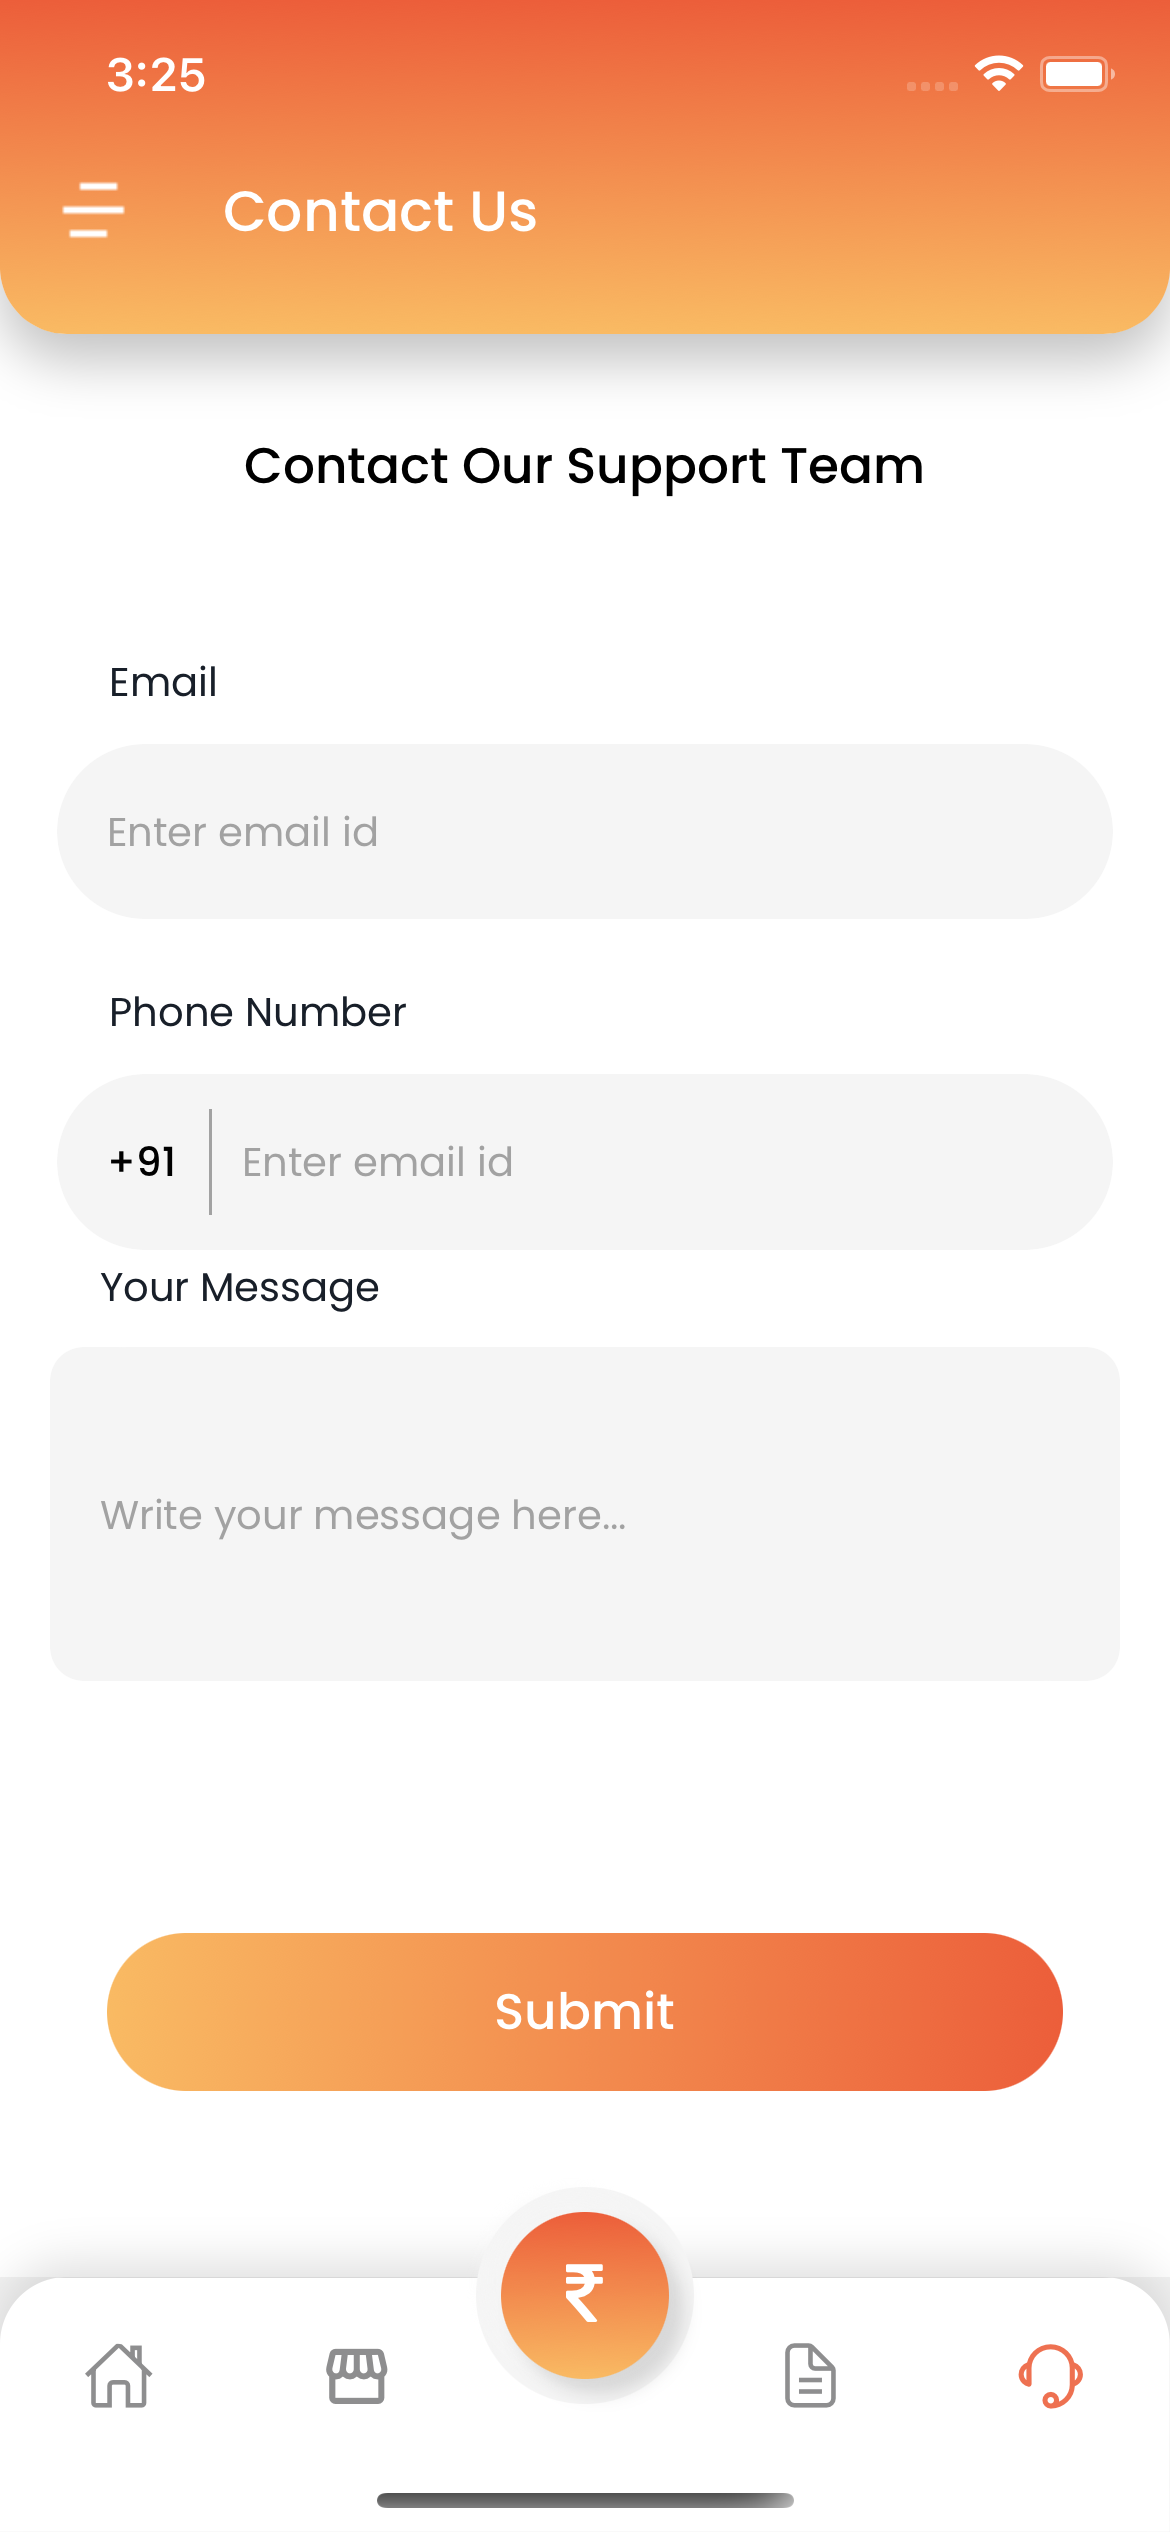 3:25
Contact Us
Contact Our Support Team
Email
Enter email id
Phone Number
+91 Enter email id
Your Message
Write your message here...
Submit
₹